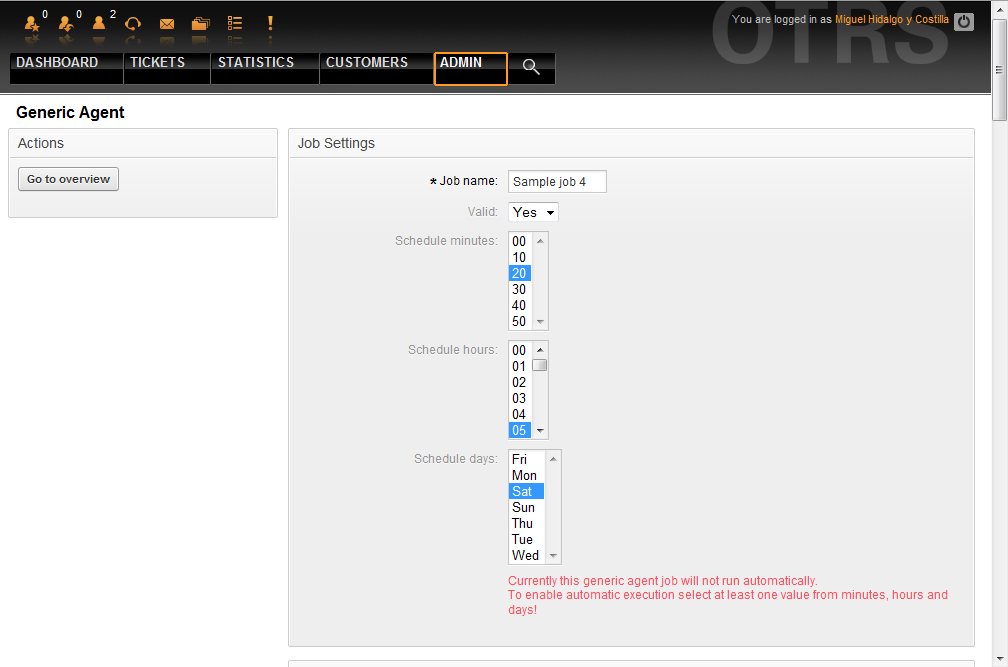 0 0 2
You are logged in as Miguel Hidalgo y Costilla
OTRS
DASHBOARD TICKETS STATISTICS CUSTOMERS ADMIN
Generic Agent
Actions
Go to overview
Job Settings
* Job name: Sample job 4
Valid: Yes
Schedule minutes: 00
10
20
30
40
50
Schedule hours: 00
01
02
03
04
05
Schedule days: Fri
Mon
Sat
Sun
Thu
Tue
Wed
Currently this generic agent job will not run automatically.
To enable automatic execution select at least one value from minutes, hours and
days!